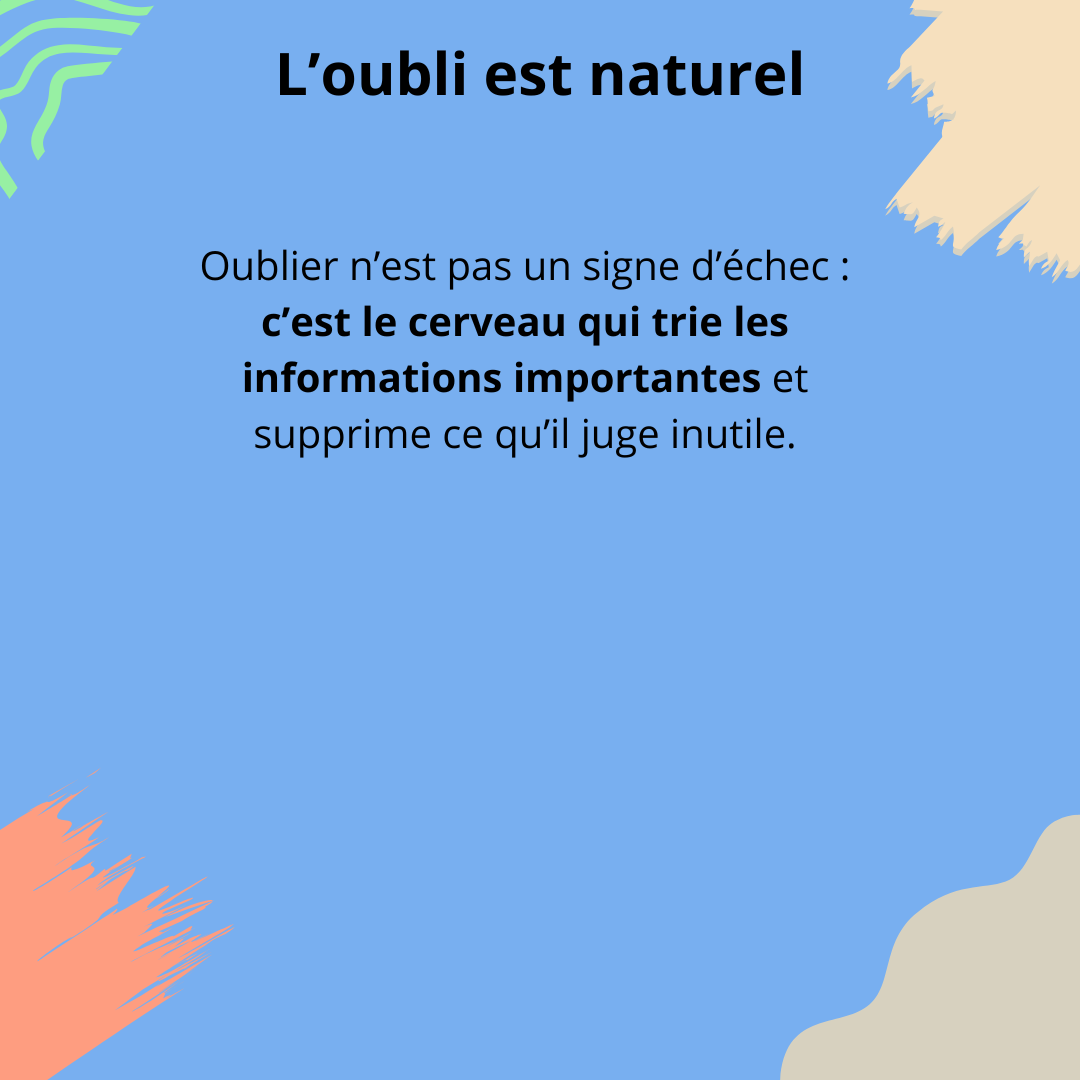 L’oubli est naturel
Oublier n’est pas un signe d’échec :
c’est le cerveau qui trie les
informations importantes et
supprime ce qu’il juge inutile.